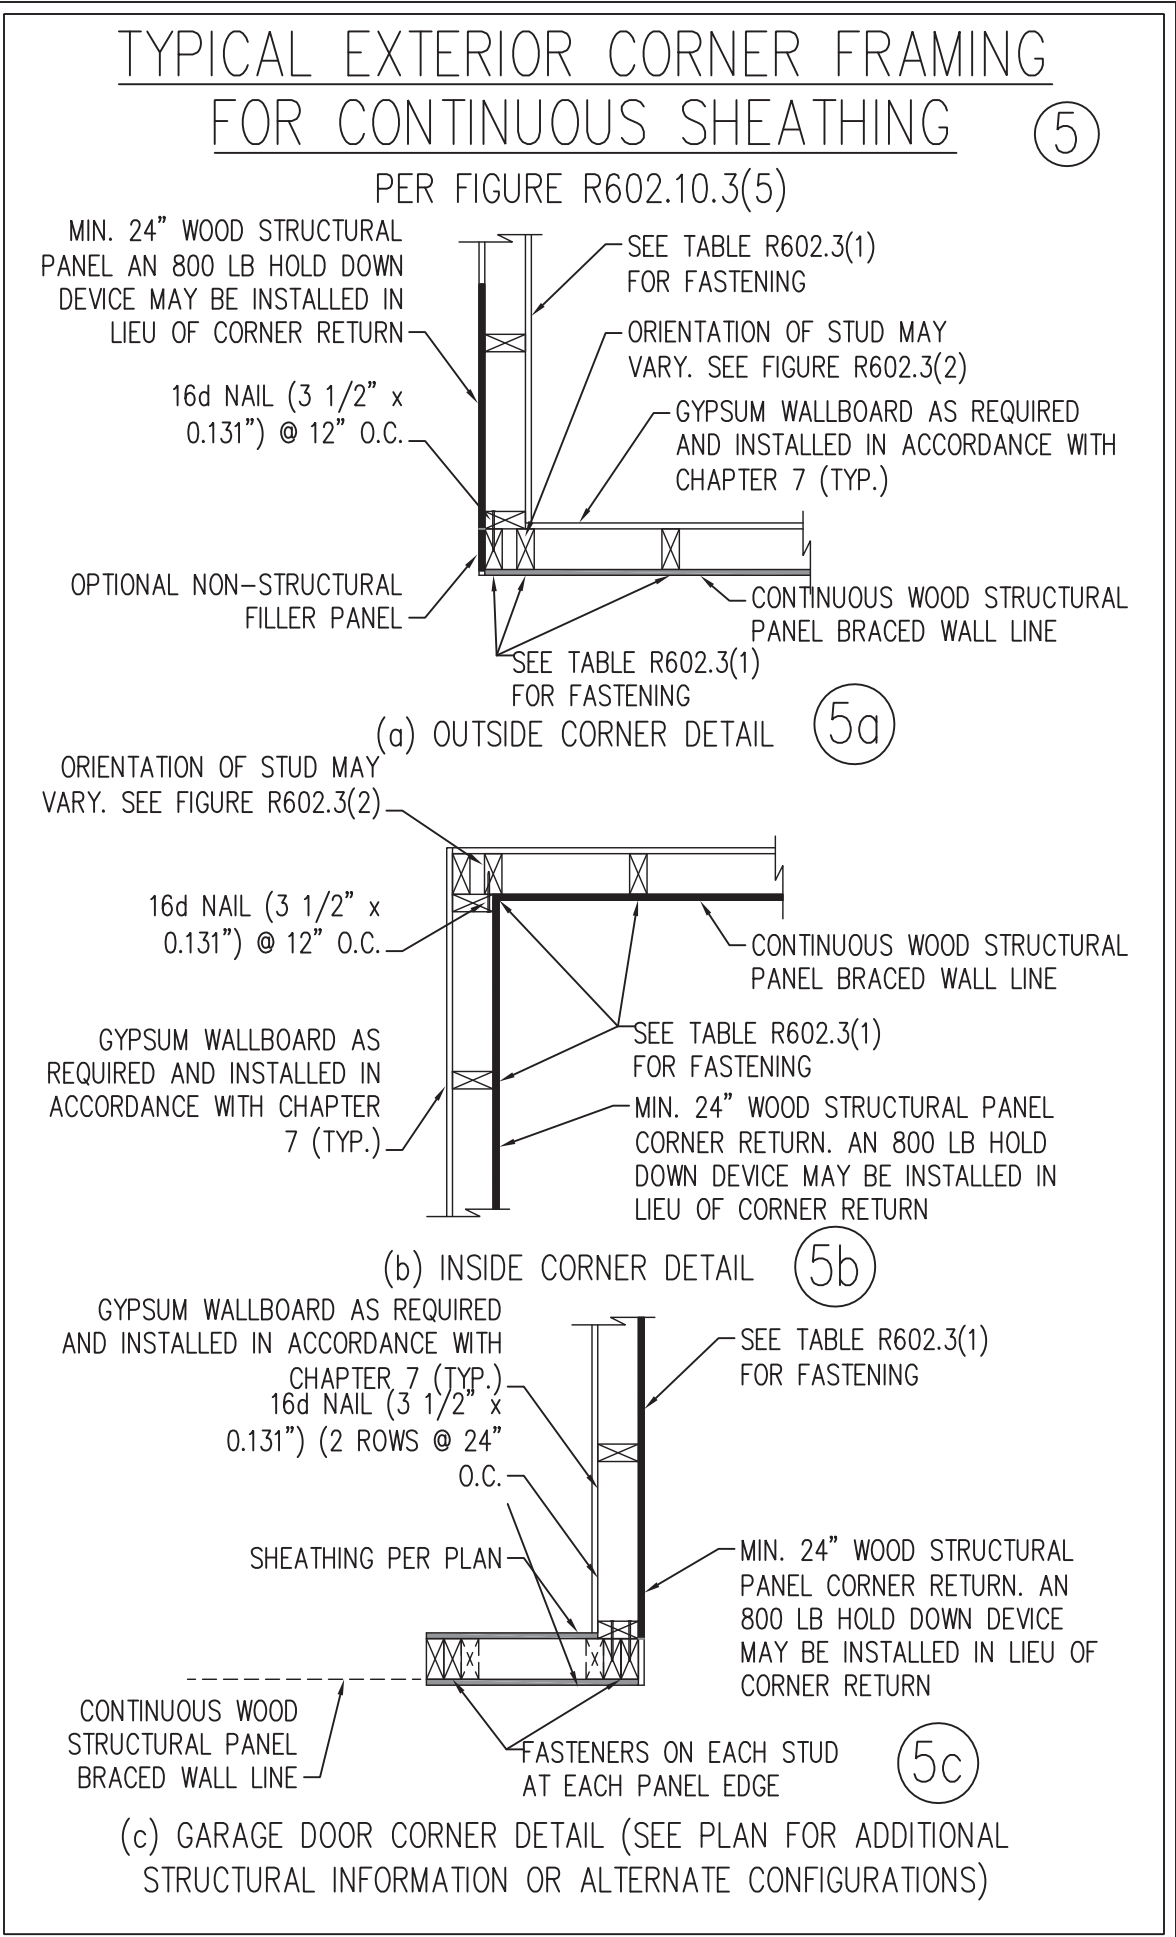 TYPICAL EXTERIOR CORNER FRAMING
FOR CONTINUOUS SHEATHING
5
PER FIGURE R602.10.3(5)
MIN. 24" WOOD STRUCTURAL
PANEL AN 800 LB HOLD DOWN
DEVICE MAY BE INSTALLED IN
LIEU OF CORNER RETURN
16d NAIL (3 1/2" x
0.131") @ 12" O.C.
OPTIONAL NON-STRUCTURAL
FILLER PANEL
SEE TABLE R602.3(1)
FOR FASTENING
ORIENTATION OF STUD MAY
VARY. SEE FIGURE R602.3(2)
GYPSUM WALLBOARD AS REQUIRED
AND INSTALLED IN ACCORDANCE WITH
CHAPTER 7 (TYP.)
CONTINUOUS WOOD STRUCTURAL
PANEL BRACED WALL LINE
SEE TABLE R602.3(1)
FOR FASTENING
(a) OUTSIDE CORNER DETAIL
5a
ORIENTATION OF STUD MAY
VARY. SEE FIGURE R602.3(2)
16d NAIL (3 1/2" x
0.131") @ 12" O.C.
GYPSUM WALLBOARD AS
REQUIRED AND INSTALLED IN
ACCORDANCE WITH CHAPTER
7 (TYP.)
CONTINUOUS WOOD STRUCTURAL
PANEL BRACED WALL LINE
SEE TABLE R602.3(1)
FOR FASTENING
MIN. 24" WOOD STRUCTURAL PANEL
CORNER RETURN. AN 800 LB HOLD
DOWN DEVICE MAY BE INSTALLED IN
LIEU OF CORNER RETURN
(b) INSIDE CORNER DETAIL
5b
GYPSUM WALLBOARD AS REQUIRED
AND INSTALLED IN ACCORDANCE WITH
CHAPTER 7 (TYP.)
16d NAIL (3 1/2" x
0.131") (2 ROWS @ 24"
O.C.
SHEATHING PER PLAN
CONTINUOUS WOOD
STRUCTURAL PANEL
BRACED WALL LINE
SEE TABLE R602.3(1)
FOR FASTENING
MIN. 24" WOOD STRUCTURAL
PANEL CORNER RETURN. AN
800 LB HOLD DOWN DEVICE
MAY BE INSTALLED IN LIEU OF
CORNER RETURN
FASTENERS ON EACH STUD
AT EACH PANEL EDGE
5c
(c) GARAGE DOOR CORNER DETAIL (SEE PLAN FOR ADDITIONAL
STRUCTURAL INFORMATION OR ALTERNATE CONFIGURATIONS)